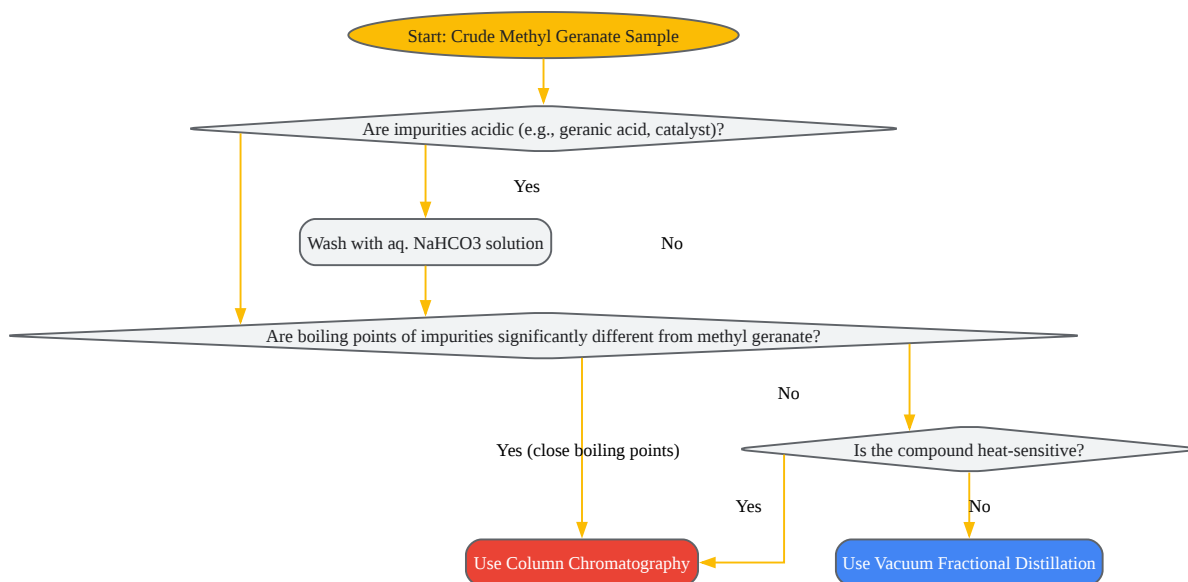 Start: Crude Methyl Geranate Sample
Are impurities acidic (e.g., geranic acid, catalyst)?
Yes
Wash with aq. NaHCO3 solution
No
Are boiling points of impurities significantly different from methyl geranate?
No
Yes (close boiling points)
Is the compound heat-sensitive?
Yes
No
Use Column Chromatography
Use Vacuum Fractional Distillation